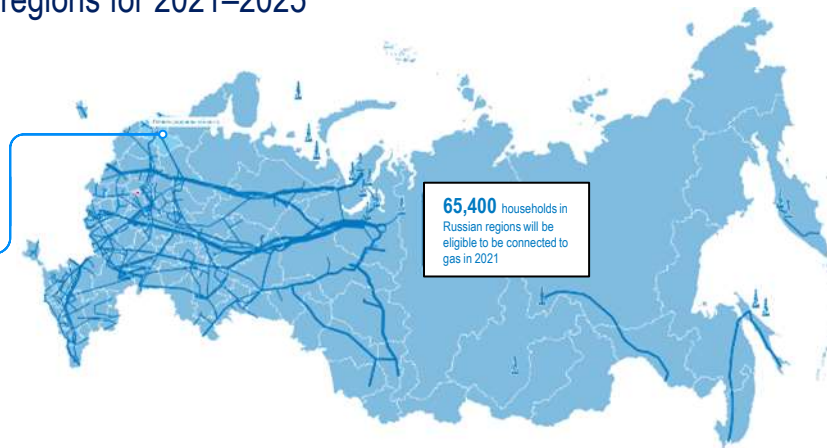 regions for 2021–2025
65,400 households in
Russian regions will be
eligible to be connected to
gas in 2021